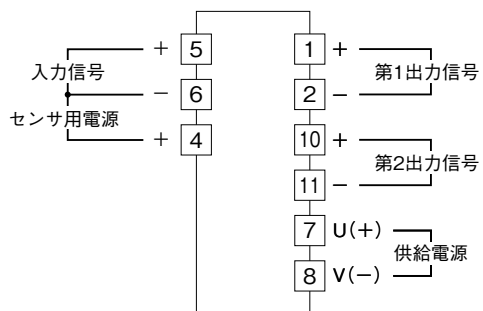 + 5
入力信号
− 6
センサ用電源
+ 4
1 +
第1出力信号
2 −
10 +
第2出力信号
11 −
7 U(+)
供給電源
8 V(−)